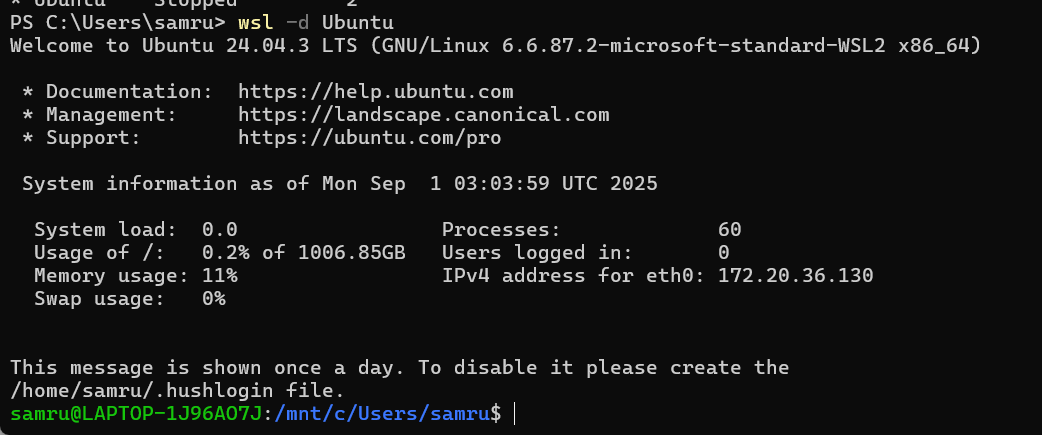 * Ubuntu    Stopped         2
PS C:\Users\samru> wsl -d Ubuntu
Welcome to Ubuntu 24.04.3 LTS (GNU/Linux 6.6.87.2-microsoft-standard-WSL2 x86_64)
* Documentation:  https://help.ubuntu.com
* Management:     https://landscape.canonical.com
* Support:        https://ubuntu.com/pro
System information as of Mon Sep  1 03:03:59 UTC 2025
System load:  0.0                 Processes:             60
Usage of /:   0.2% of 1006.85GB   Users logged in:       0
Memory usage: 11%                 IPv4 address for eth0: 172.20.36.130
Swap usage:   0%
This message is shown once a day. To disable it please create the
/home/samru/.hushlogin file.
samru@LAPTOP-1J96AO7J:/mnt/c/Users/samru$